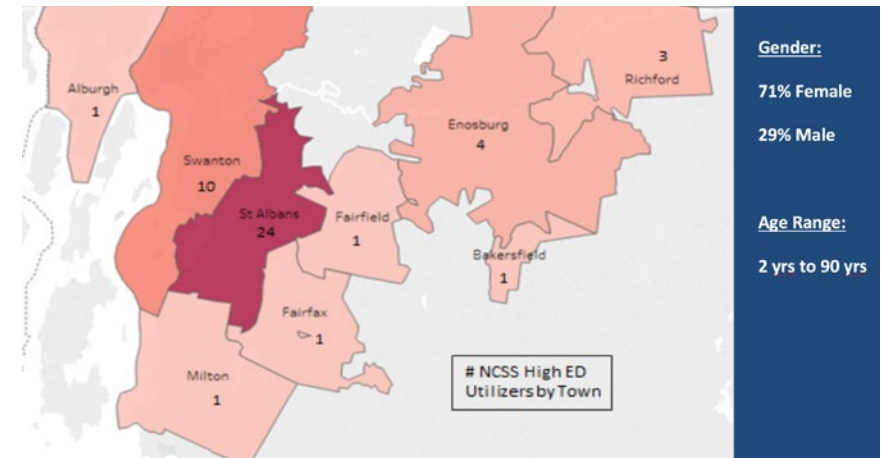 3
Richford
Alburgh
1
Enosburg
4
Swanton
10
St Albans
24
Fairfield
1
Bakersfield
1
Fairfax
1
Milton
1
# NCSS High ED
Utilizers by Town
Gender:
71% Female
29% Male
Age Range:
2 yrs to 90 yrs